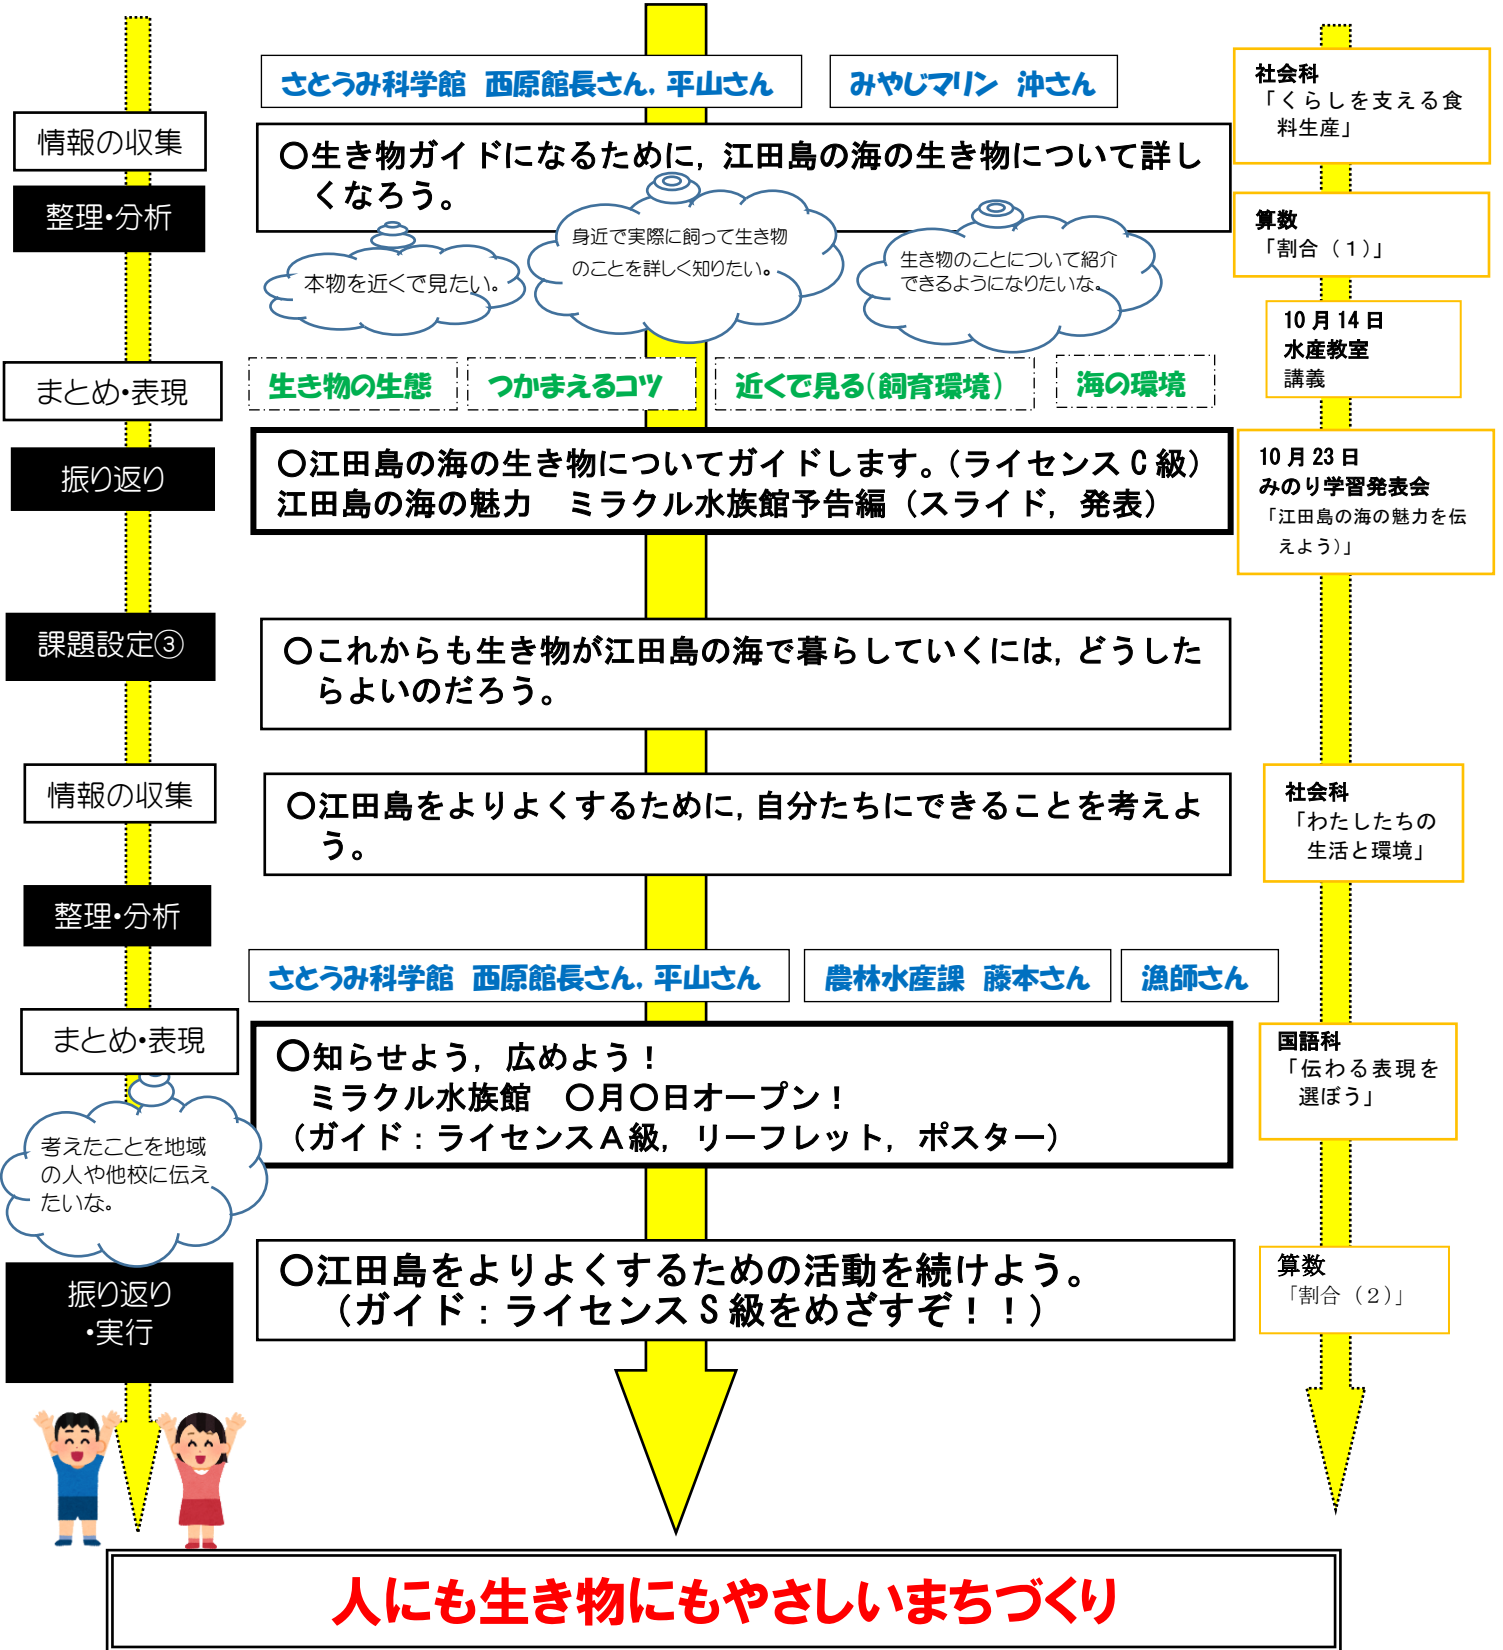 さとうみ科学館　西原館長さん，平山さん
みやじマリン　沖さん
社会科
「くらしを支える食
料生産」
情報の収集
〇生き物ガイドになるために，江田島の海の生き物について詳し
くなろう。
整理・分析
算数
「割合（１）」
本物を近くで見たい。
身近で実際に飼って生き物
のことを詳しく知りたい。
生き物のことについて紹介
できるようになりたいな。
10月14日
水産教室
講義
まとめ・表現
生き物の生態
つかまえるコツ
近くで見る（飼育環境）
海の環境
振り返り
〇江田島の海の生き物についてガイドします。（ライセンスC級）
江田島の海の魅力　ミラクル水族館予告編（スライド，発表）
10月23日
みのり学習発表会
「江田島の海の魅力を伝
えよう）」
課題設定③
〇これからも生き物が江田島の海で暮らしていくには，どうした
らよいのだろう。
情報の収集
〇江田島をよりよくするために，自分たちにできることを考えよ
う。
社会科
「わたしたちの
生活と環境」
整理・分析
さとうみ科学館　西原館長さん，平山さん
農林水産課　藤本さん
漁師さん
まとめ・表現
〇知らせよう，広めよう！
ミラクル水族館　〇月〇日オープン！
（ガイド：ライセンスＡ級，リーフレット，ポスター）
国語科
「伝わる表現を
選ぼう」
考えたことを地域
の人や他校に伝え
たいな。
振り返り
・実行
〇江田島をよりよくするための活動を続けよう。
（ガイド：ライセンスS級をめざすぞ！！）
算数
「割合（２）」
人にも生き物にもやさしいまちづくり